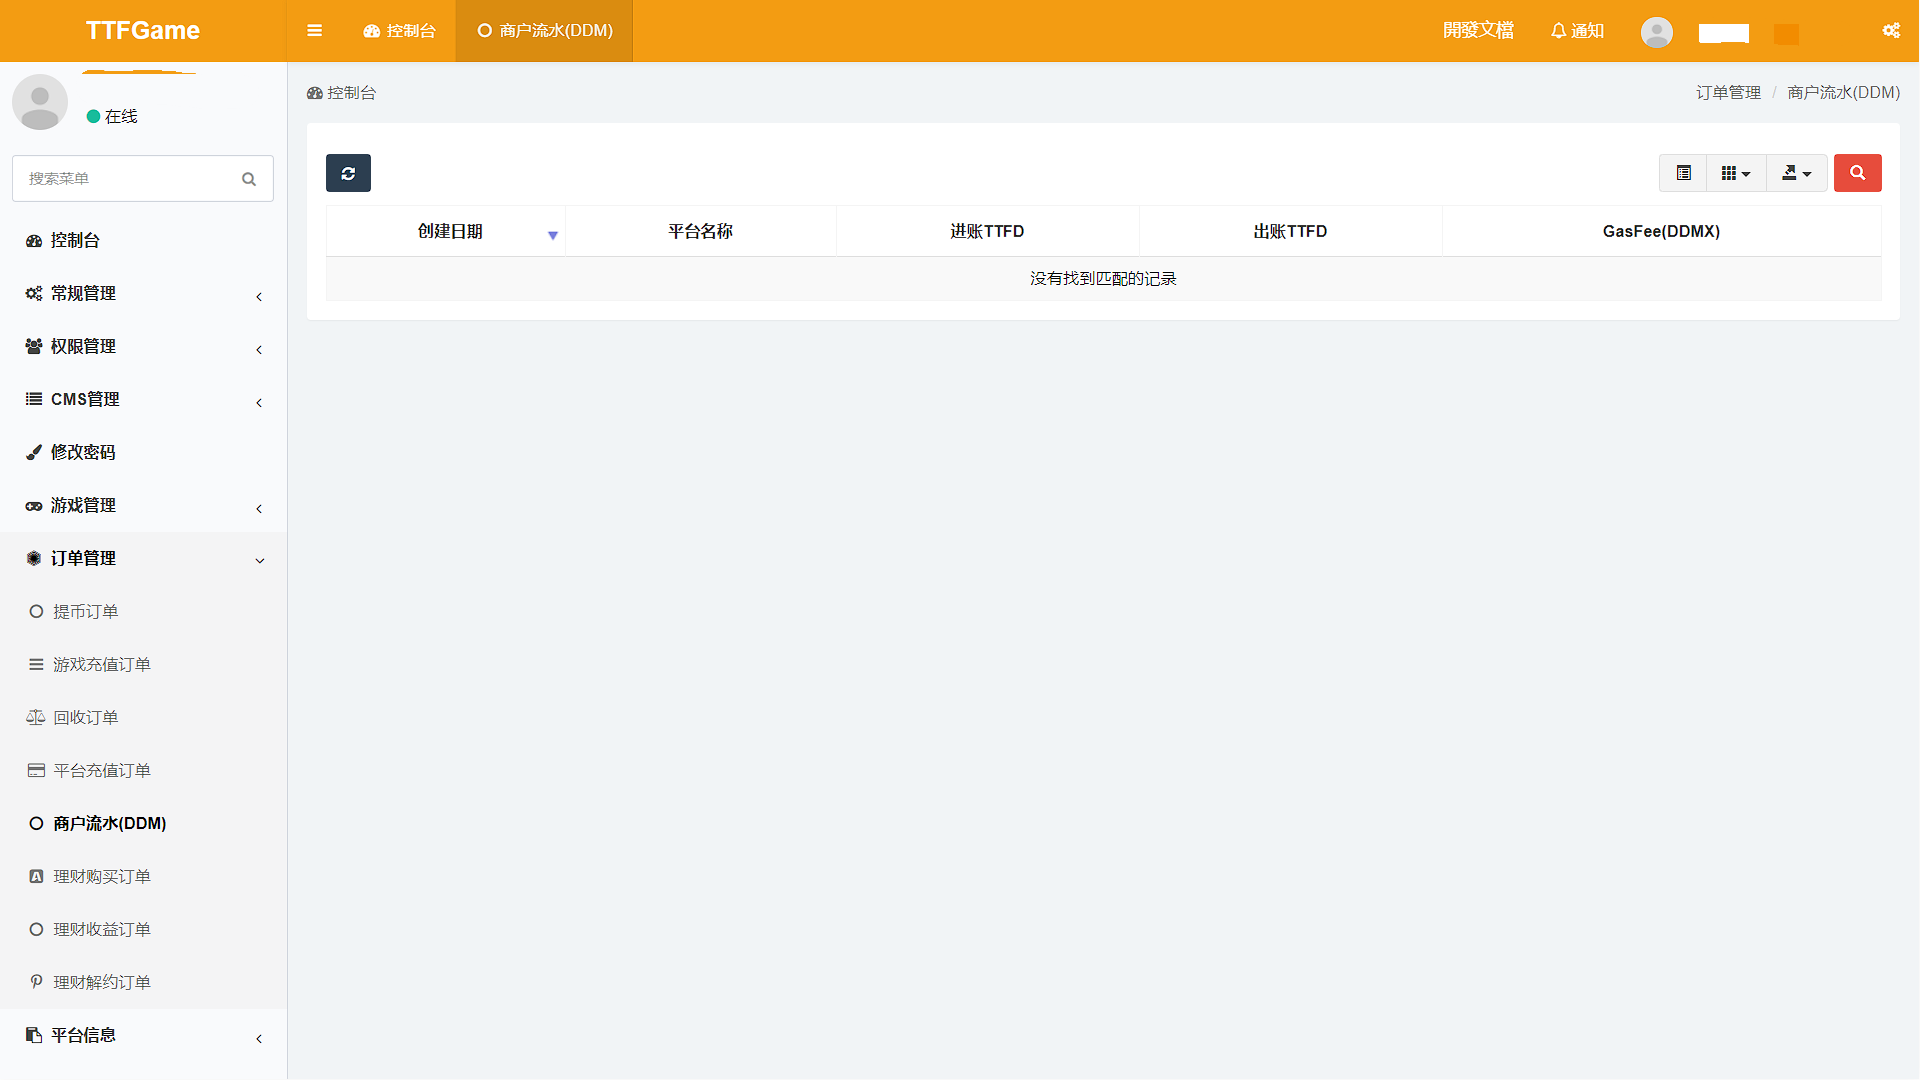 TTFGame
控制台
商户流水(DDM)
開發文檔
通知
在线
搜索菜单
控制台
常规管理
权限管理
CMS管理
修改密码
游戏管理
订单管理
提币订单
游戏充值订单
回收订单
平台充值订单
商户流水(DDM)
理财购买订单
理财收益订单
理财解约订单
平台信息
控制台
订单管理 / 商户流水(DDM)
创建日期 平台名称 进账TTFD 出账TTFD GasFee(DDMX)
没有找到匹配的记录